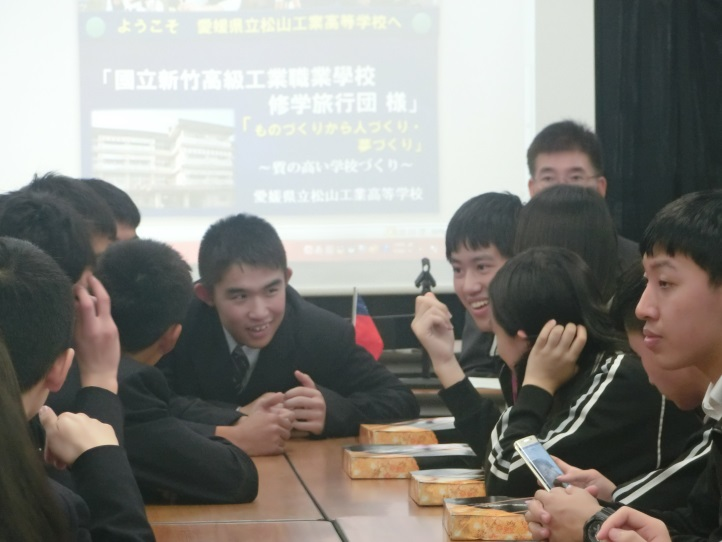 ようこそ 愛媛県立松山工業高等学校へ
「國立新竹高級工業職業學校
修学旅行団 様」
「ものづくりから人づくり・
夢づくり」
～質の高い学校づくり～
愛媛県立松山工業高等学校